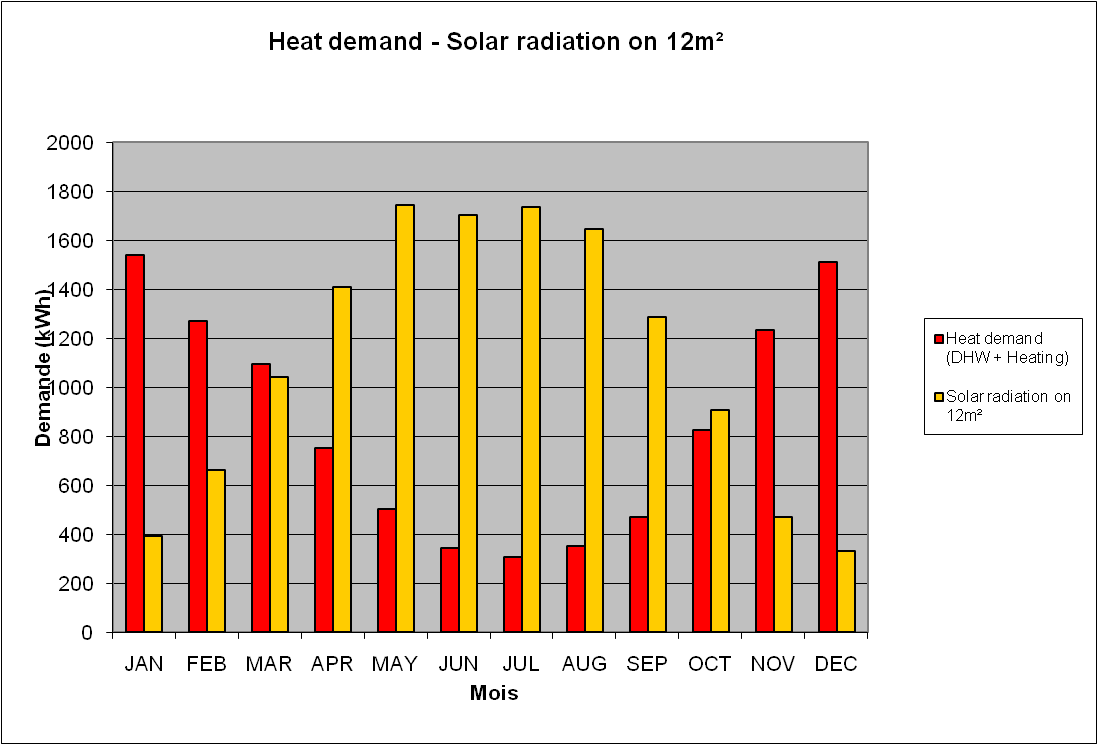 Heat demand - Solar radiation on 12m²
2000
1800
1600
1400
1200
1000
800
600
400
200
0
Demande (kWh)
JAN FEB MAR APR MAY JUN JUL AUG SEP OCT NOV DEC
Mois
Heat demand
(DHW + Heating)
Solar radiation on
12m²